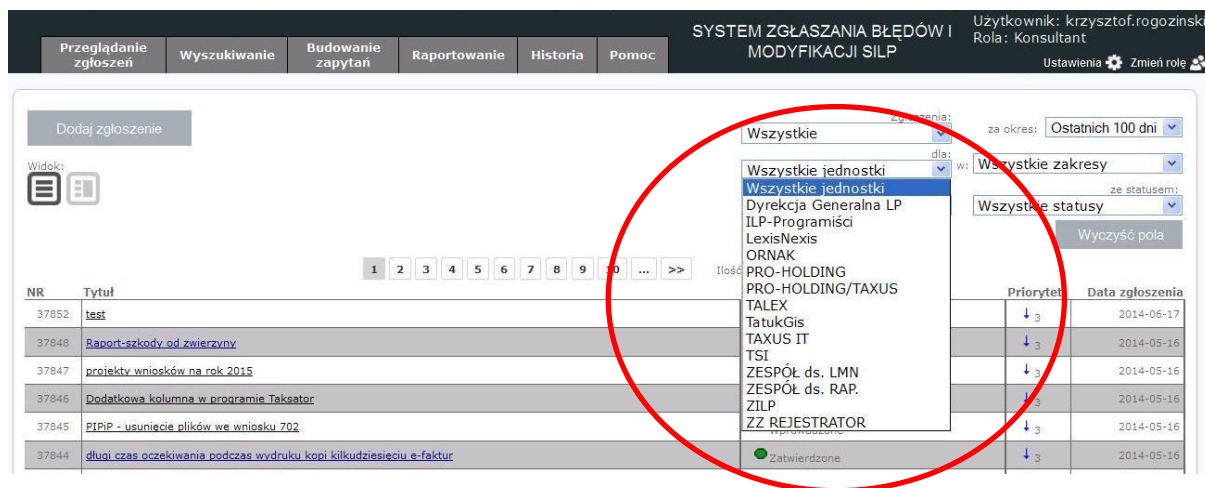 Użytkownik: krzysztof.rogozinski
SYSTEM ZGŁASZANIA BŁĘDÓW I
MODYFIKACJI SILP
Rola: Konsultant
Przeglądanie
zgłoszeń
Wyszukiwanie
Budowanie
zapytań
Raportowanie
Historia
Pomoc
Ustawienia
Zmień rolę
Dodaj zgłoszenie
Zgłoszenia:
Wszystkie
za okres: Ostatnich 100 dni
Widok:
dla:
Wszystkie jednostki
w: Wszystkie zakresy
Wszystkie jednostki
Dyrekcja Generalna LP
ILP-Programiści
LexisNexis
ORNAK
PRO-HOLDING
PRO-HOLDING/TAXUS
TALEX
TatukGis
TAXUS IT
TSI
ZESPÓŁ ds. LMN
ZESPÓŁ ds. RAP.
ZILP
ZZ REJESTRATOR
ze statusem:
Wszystkie statusy
Wyczyść pola
1 2 3 4 5 6 7 8 9 10 ... >>
NR Tytuł Priorytet Data zgłoszenia
37852 test 3 2014-06-17
37848 Raport-szkody od zwierzyny 3 2014-05-16
37847 projekty wniosków na rok 2015 3 2014-05-16
37846 Dodatkowa kolumna w programie Taksator 3 2014-05-16
37845 PIPiP - usunięcie plików we wniosku 702 Wprowadzone 3 2014-05-16
37844 długi czas oczekiwania podczas wydruku kopi kilkudziesięciu e-faktur Zatwierdzone 3 2014-05-16